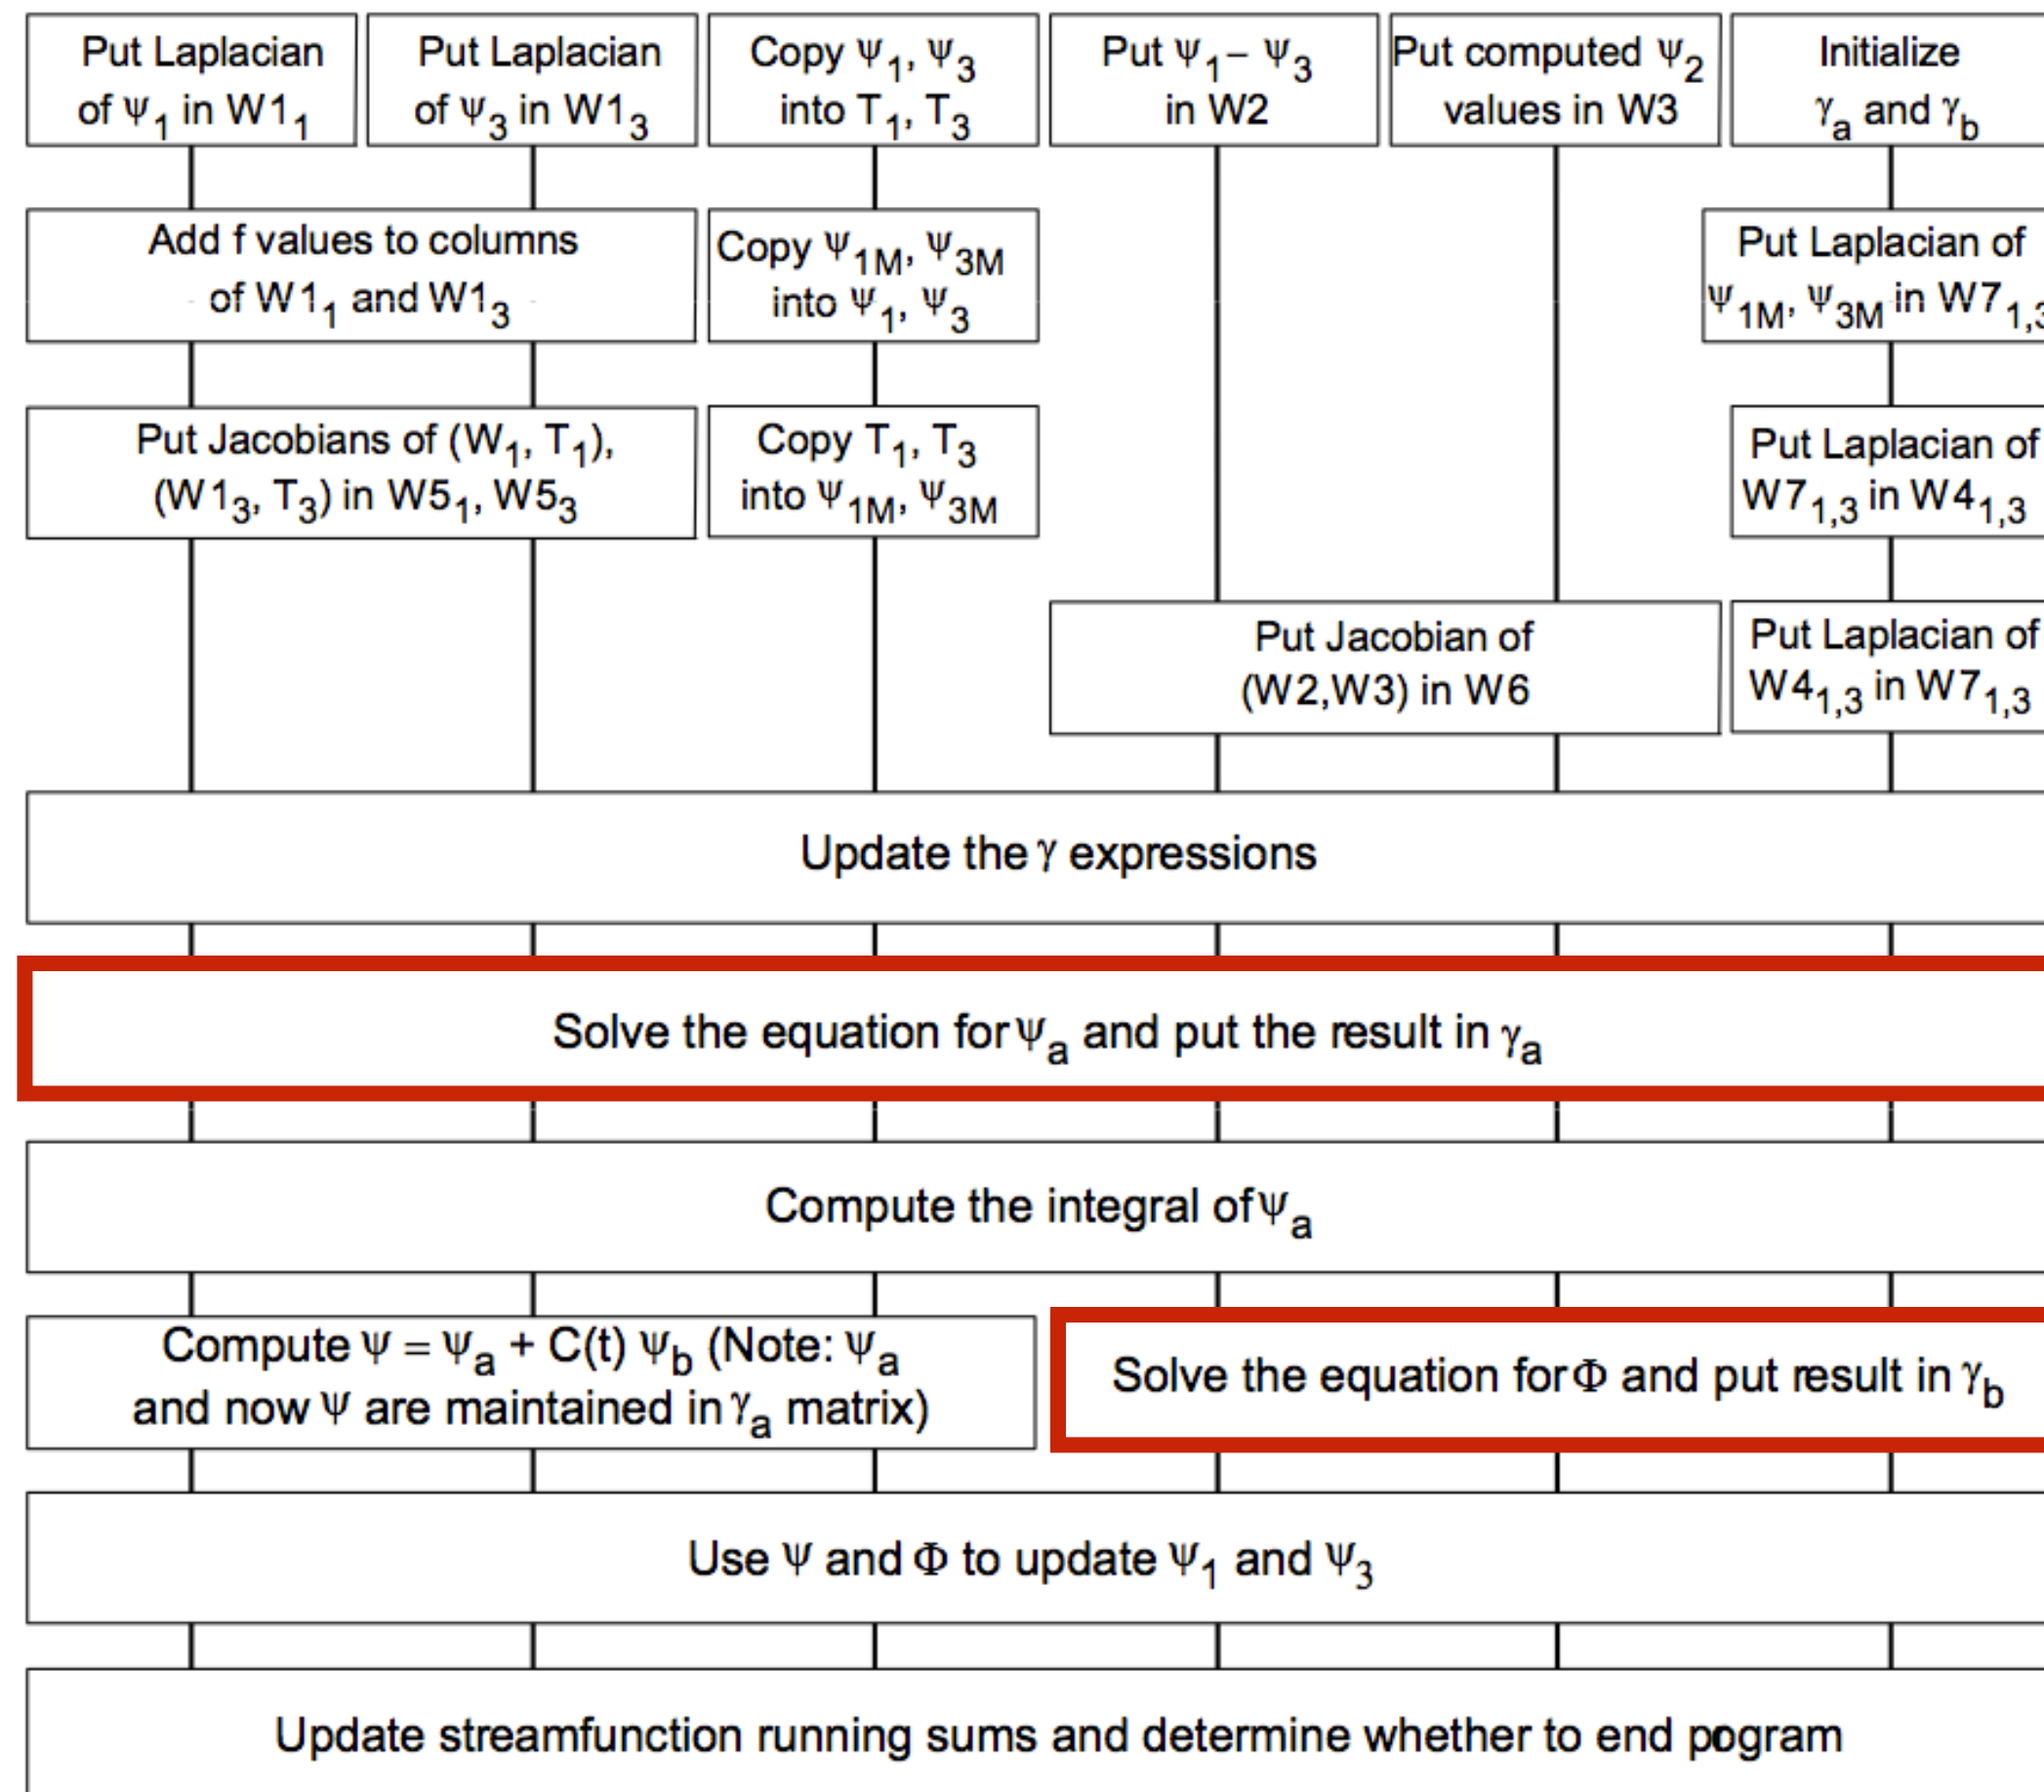 Put Laplacian
of Ψ1 in W11
Put Laplacian
of Ψ3 in W13
Copy Ψ1, Ψ3
into T1, T3
Put Ψ1– Ψ3
in W2
Put computed Ψ2
values in W3
Initialize
γa and γb
Add f values to columns
of W11 and W13
Copy Ψ1M, Ψ3M
into Ψ1, Ψ3
Put Laplacian of
Ψ1M, Ψ3M in W71,3
Put Jacobians of (W1, T1),
(W13, T3) in W51, W53
Copy T1, T3
into Ψ1M, Ψ3M
Put Laplacian of
W71,3 in W41,3
Put Jacobian of
(W2,W3) in W6
Put Laplacian of
W41,3 in W71,3
Update the γ expressions
Solve the equation for Ψa and put the result in γa
Compute the integral of Ψa
Compute Ψ = Ψa + C(t) Ψb (Note: Ψa
and now Ψ are maintained in γa matrix)
Solve the equation for Φ and put result in γb
Use Ψ and Φ to update Ψ1 and Ψ3
Update streamfunction running sums and determine whether to end program